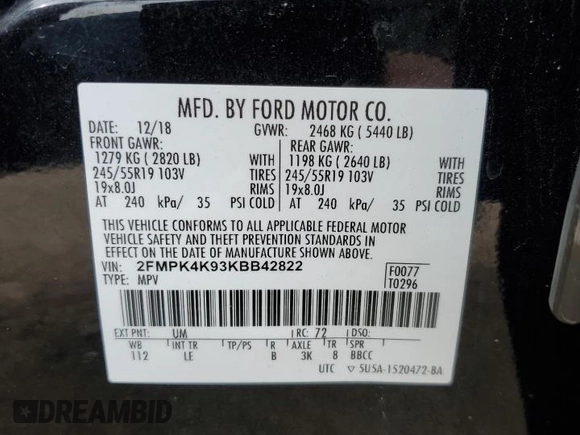 MFD. BY FORD MOTOR CO.
DATE: 12/18 GVWR: 2468 KG ( 5440 LB)
FRONT GAWR: REAR GAWR:
1279 KG ( 2820 LB) WITH 1198 KG ( 2640 LB) WITH
245/55R19 103V TIRES 245/55R19 103V TIRES
19x8.0J RIMS 19x8.0J RIMS
AT 240 kPa/ 35 PSI COLD AT 240 kPa/ 35 PSI COLD
THIS VEHICLE CONFORMS TO ALL APPLICABLE FEDERAL MOTOR
VEHICLE SAFETY AND THEFT PREVENTION STANDARDS IN
EFFECT ON THE DATE OF MANUFACTURE SHOWN ABOVE.
VIN: 2FMPK4K93KBB42822 F0077
TYPE: MPV T0296
EXT PNT: UM RC: 72 DSO:
WB INT TR TP/PS R AXLE TR SPR
112 LE B 3K 8 BBCC
UTC ▽ 5U5A-1520472-8A
DREAMBID